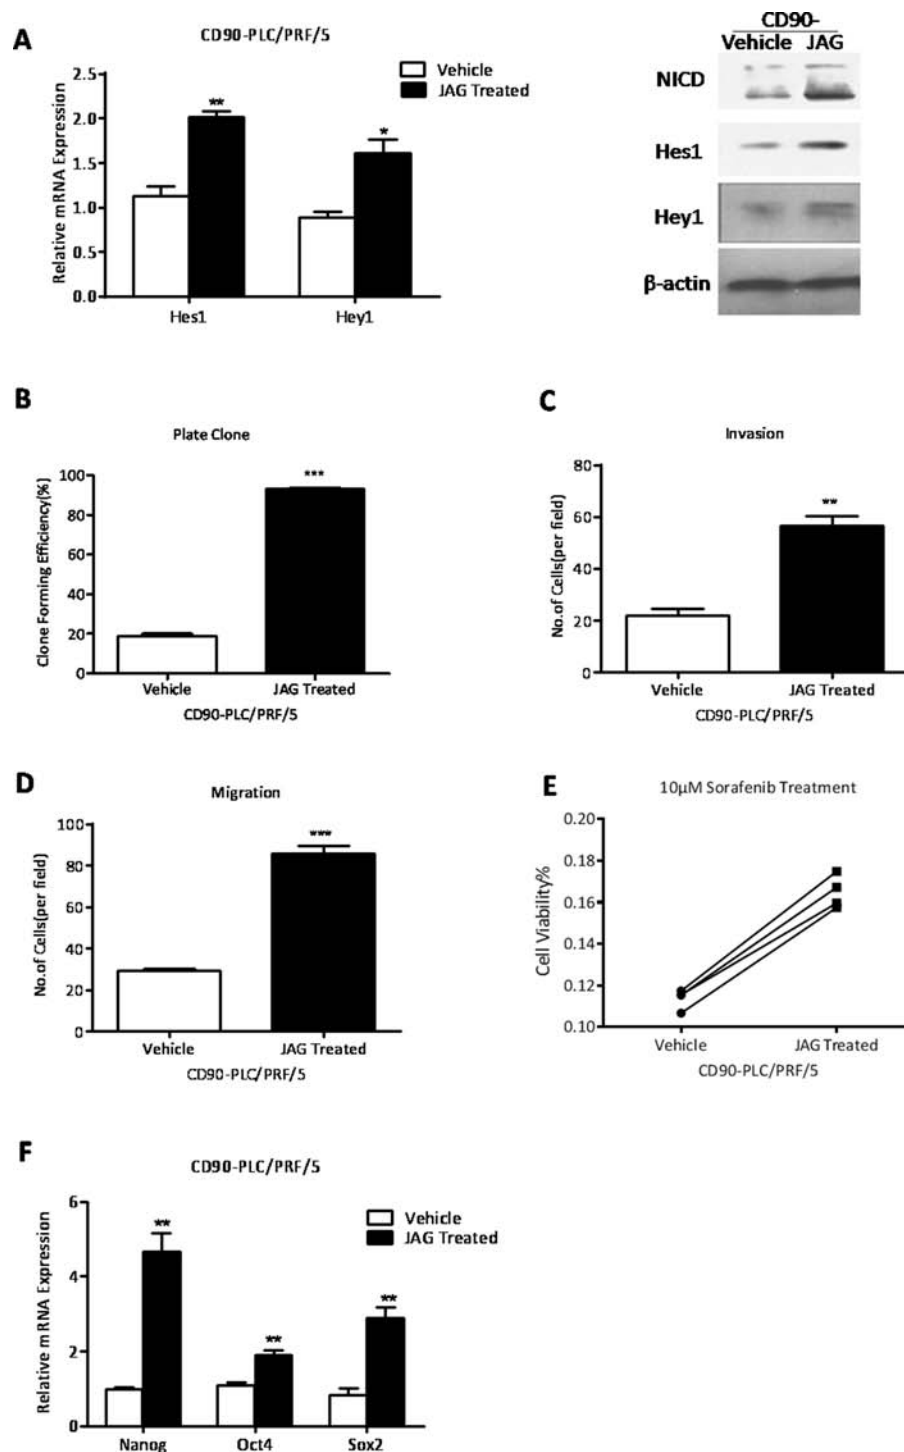 A
CD90-PLC/PRF/5
Vehicle
JAG Treated
Relative mRNA Expression
2.5
2.0
1.5
1.0
0.5
0.0
**
*
Hes1 Hey1
CD90-
Vehicle JAG
NICD
Hes1
Hey1
β-actin
B
Plate Clone
Clone Forming Efficiency(%)
100
80
60
40
20
0
***
Vehicle JAG Treated
CD90-PLC/PRF/5
C
Invasion
No.of Cells(per field)
80
60
40
20
0
**
Vehicle JAG Treated
CD90-PLC/PRF/5
D
Migration
No.of Cells(per field)
100
80
60
40
20
0
***
Vehicle JAG Treated
CD90-PLC/PRF/5
E
10μM Sorafenib Treatment
Cell Viability%
0.20
0.18
0.16
0.14
0.12
0.10
Vehicle JAG Treated
CD90-PLC/PRF/5
F
CD90-PLC/PRF/5
Vehicle
JAG Treated
Relative mRNA Expression
6
4
2
0
**
**
**
Nanog Oct4 Sox2